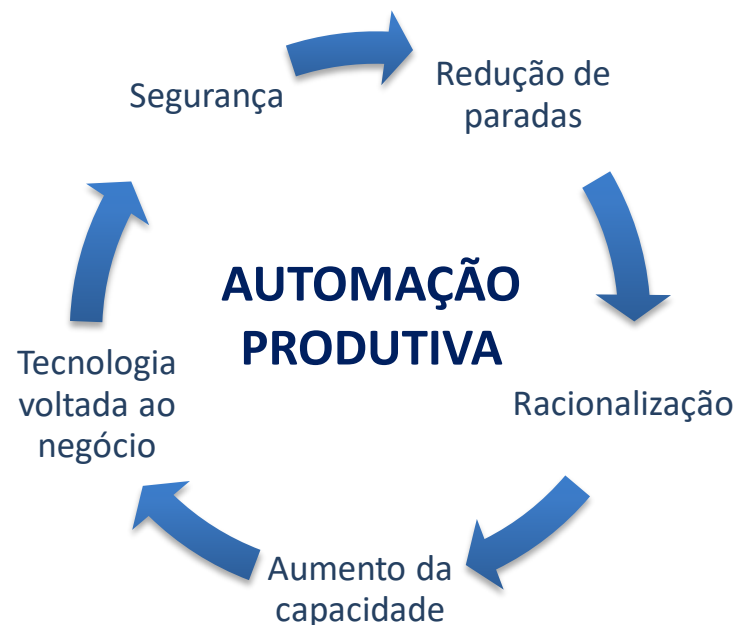 Segurança
Redução de
paradas
AUTOMAÇÃO
PRODUTIVA
Racionalização
Aumento da
capacidade
Tecnologia
voltada ao
negócio